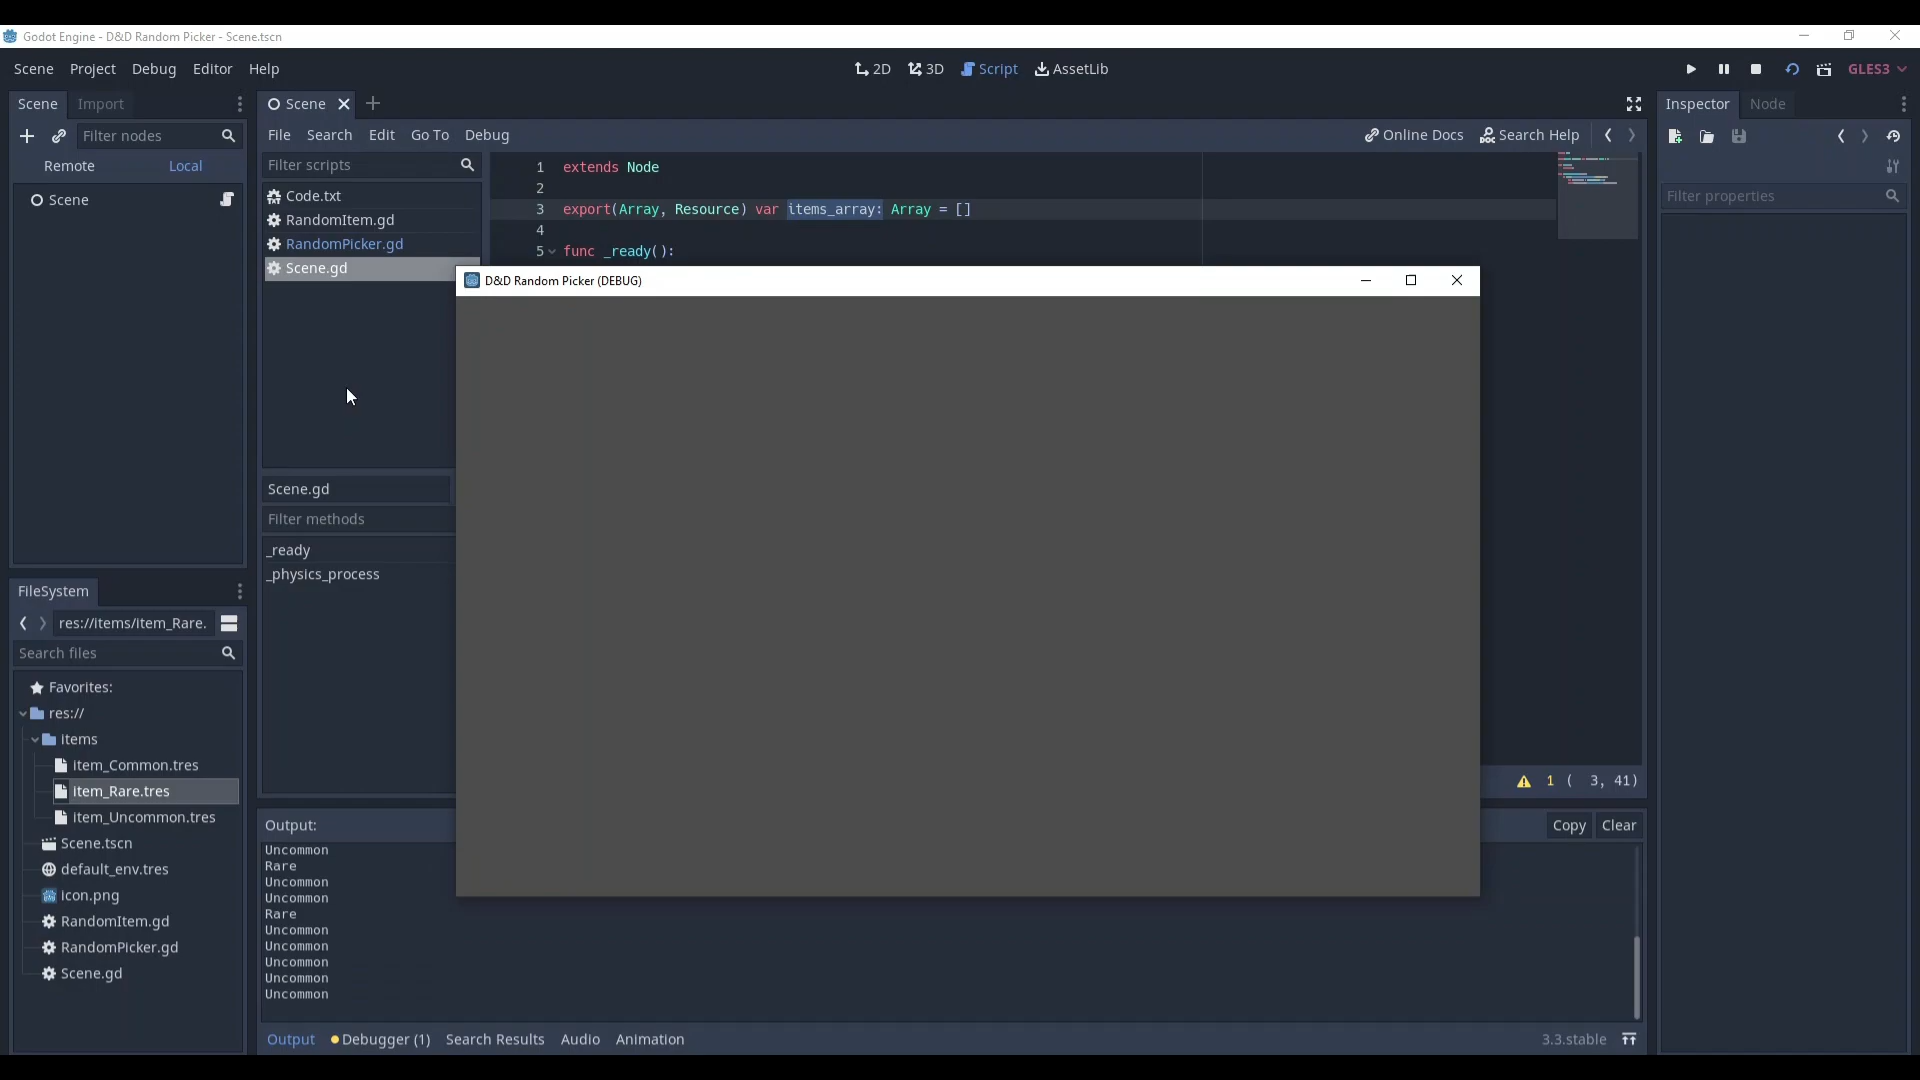 Godot Engine - D&D Random Picker - Scene.tscn
Scene Project Debug Editor Help
2D 3D Script AssetLib
GLES3
Scene Import
Filter nodes
Remote Local
Scene
Scene
File Search Edit Go To Debug
Online Docs Search Help
Filter scripts
Code.txt
RandomItem.gd
RandomPicker.gd
Scene.gd
1 extends Node
2
3 export(Array, Resource) var items_array: Array = []
4
5 func _ready():
D&D Random Picker (DEBUG)
Scene.gd
Filter methods
_ready
_physics_process
1 ( 3, 41)
Inspector Node
Filter properties
FileSystem
res://items/item_Rare.
Search files
Favorites:
res://
items
item_Common.tres
item_Rare.tres
item_Uncommon.tres
Scene.tscn
default_env.tres
icon.png
RandomItem.gd
RandomPicker.gd
Scene.gd
Output:
Copy Clear
Uncommon
Rare
Uncommon
Uncommon
Rare
Uncommon
Uncommon
Uncommon
Uncommon
Uncommon
Output Debugger (1) Search Results Audio Animation
3.3.stable